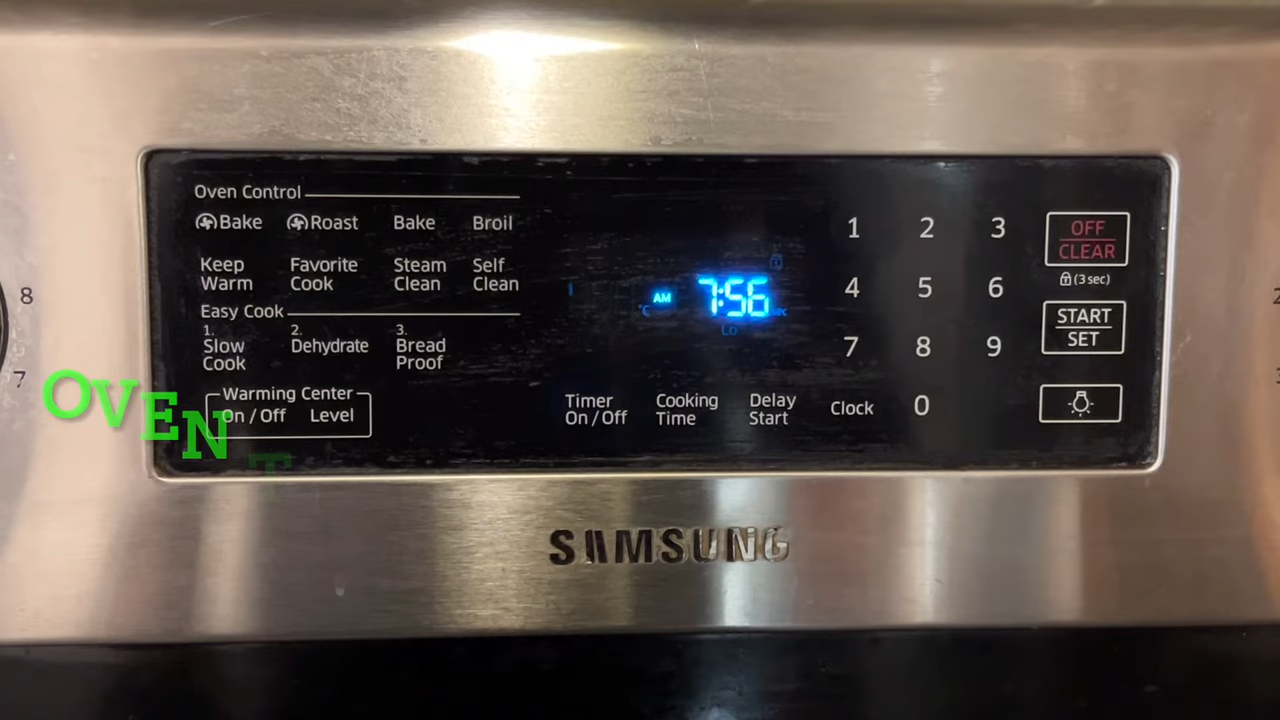 Oven Control
Bake Roast Bake Broil
Keep Warm Favorite Cook Steam Clean Self Clean
Easy Cook
1. Slow Cook 2. Dehydrate 3. Bread Proof
Warming Center
On / Off Level
AM 7:56
Lo
Timer On / Off Cooking Time Delay Start Clock
1 2 3
4 5 6
7 8 9
0
OFF
CLEAR
(3 sec)
START
SET
8
7
OVEN T
SAMSUNG